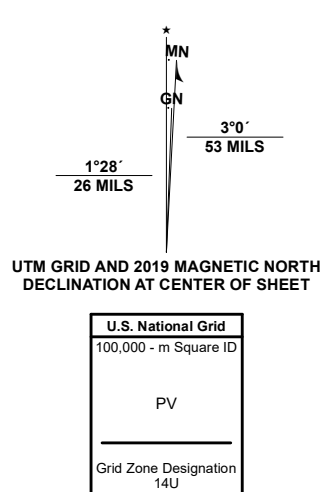 ★
MN
GN
3°0´
53 MILS
1°28´
26 MILS
UTM GRID AND 2019 MAGNETIC NORTH
DECLINATION AT CENTER OF SHEET
U.S. National Grid
100,000 - m Square ID
PV
Grid Zone Designation
14U